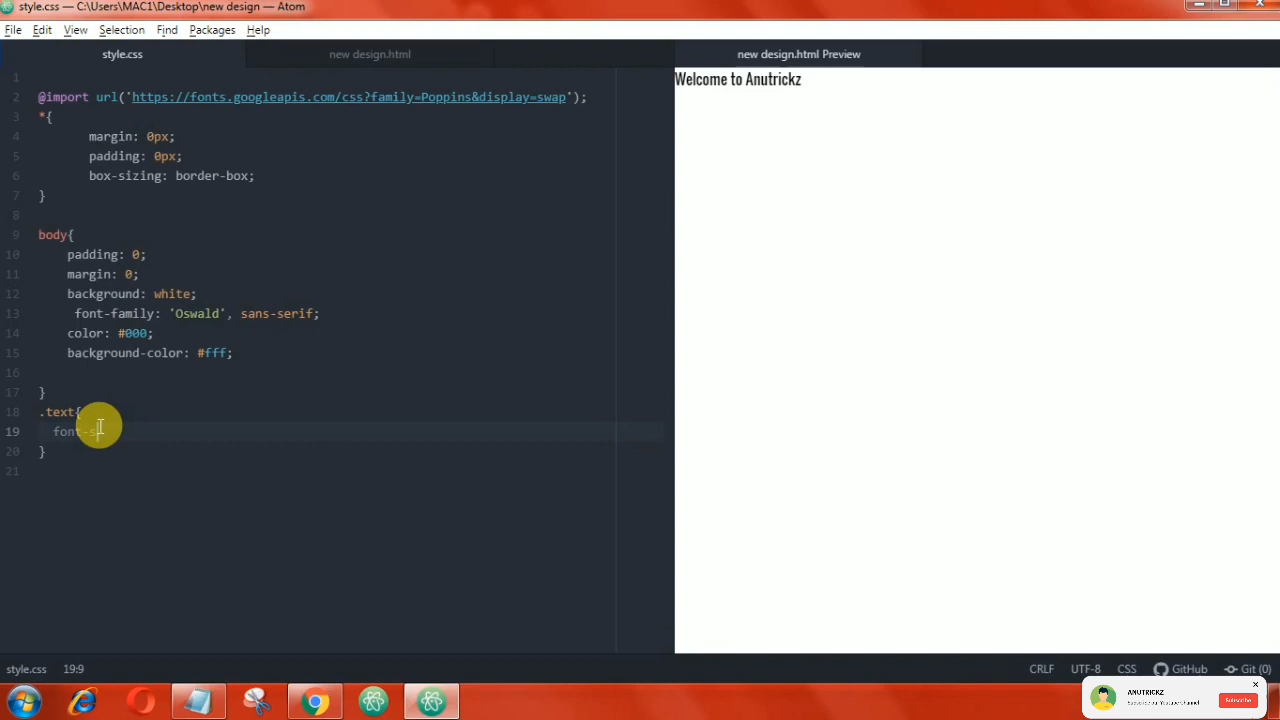 style.css — C:\Users\MAC1\Desktop\new design — Atom
File Edit View Selection Find Packages Help
style.css new design.html new design.html Preview
1
2 @import url('https://fonts.googleapis.com/css?family=Poppins&display=swap');
3 *{
4 margin: 0px;
5 padding: 0px;
6 box-sizing: border-box;
7 }
8
9 body{
10 padding: 0;
11 margin: 0;
12 background: white;
13 font-family: 'Oswald', sans-serif;
14 color: #000;
15 background-color: #fff;
16
17 }
18 .text{
19 font-s
20 }
21
Welcome to Anutrickz
style.css 19:9 CRLF UTF-8 CSS GitHub Git (0)
ANUTRICKZ
Subscribe our Youtube Channel
Subscribe